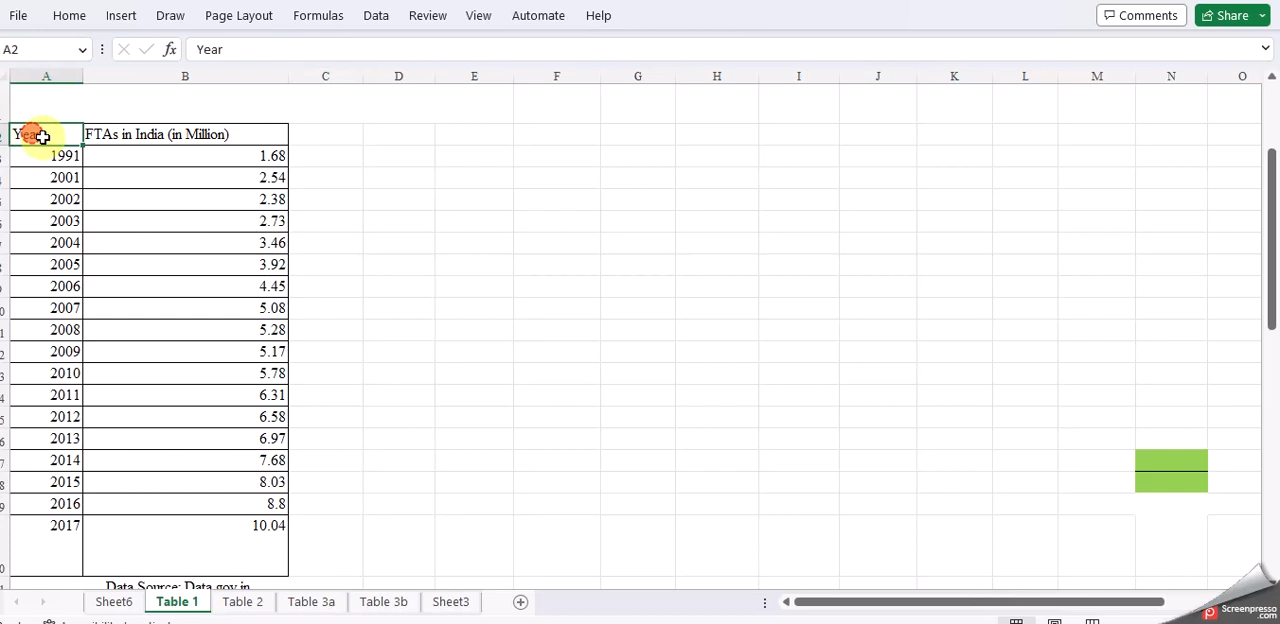 File Home Insert Draw Page Layout Formulas Data Review View Automate Help Comments Share
A2 fx Year
A B C D E F G H I J K L M N O
Year FTAs in India (in Million)
1991 1.68
2001 2.54
2002 2.38
2003 2.73
2004 3.46
2005 3.92
2006 4.45
2007 5.08
2008 5.28
2009 5.17
2010 5.78
2011 6.31
2012 6.58
2013 6.97
2014 7.68
2015 8.03
2016 8.8
2017 10.04
Data Source: Data.gov.in
Sheet6 Table 1 Table 2 Table 3a Table 3b Sheet3
Screenpresso
.com